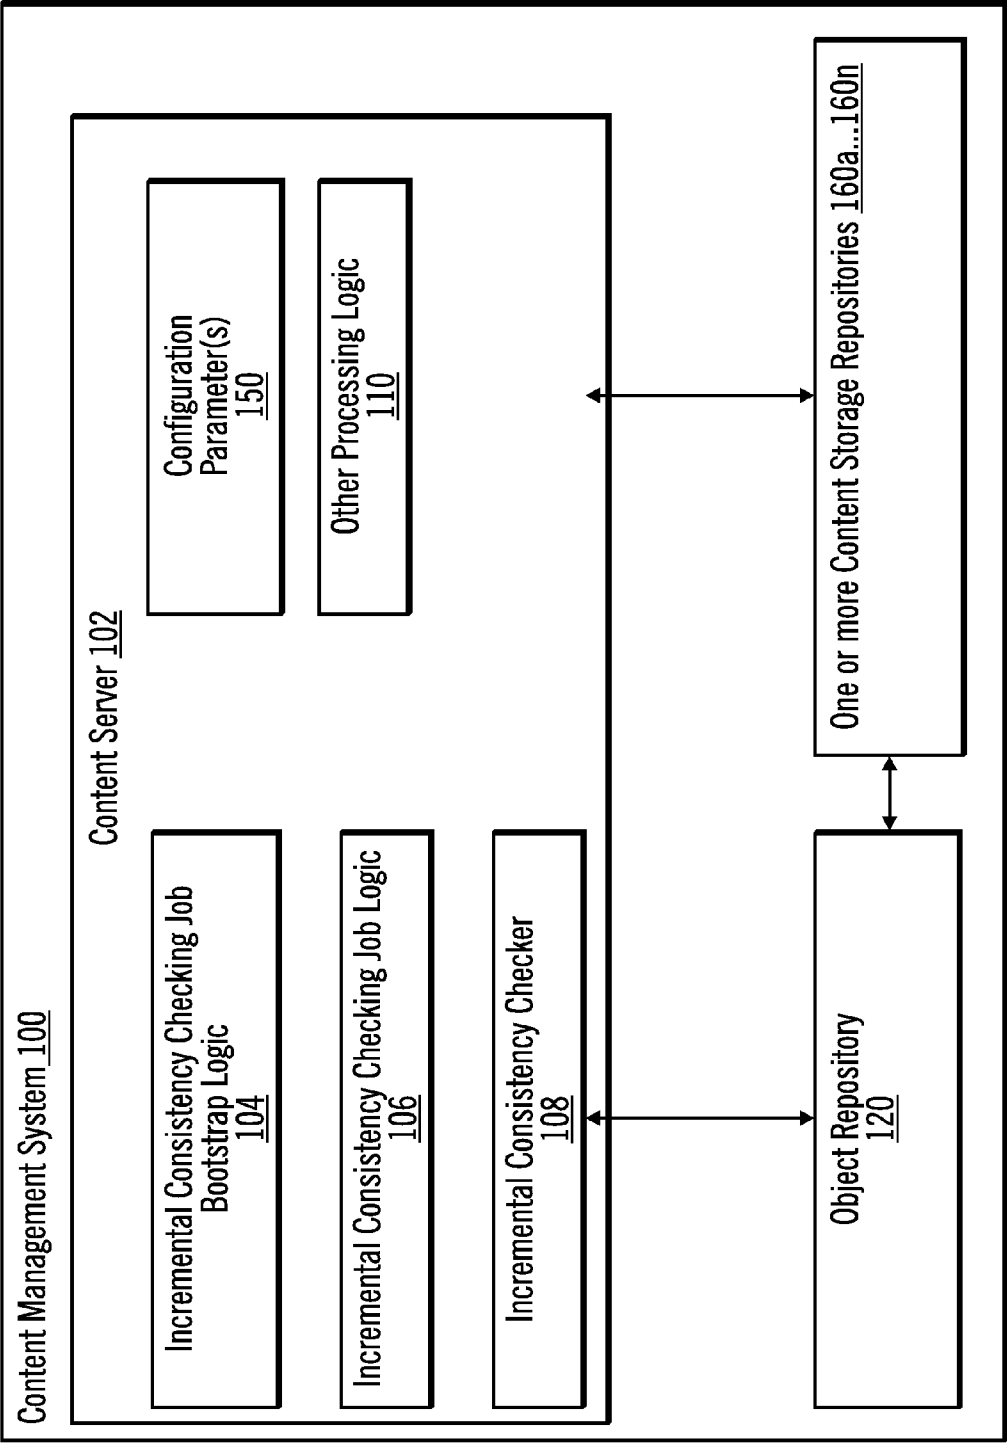 Content Management System 100
Content Server 102
Incremental Consistency Checking Job
Bootstrap Logic
104
Incremental Consistency Checking Job Logic
106
Incremental Consistency Checker
108
Configuration
Parameter(s)
150
Other Processing Logic
110
Object Repository
120
One or more Content Storage Repositories 160a...160n